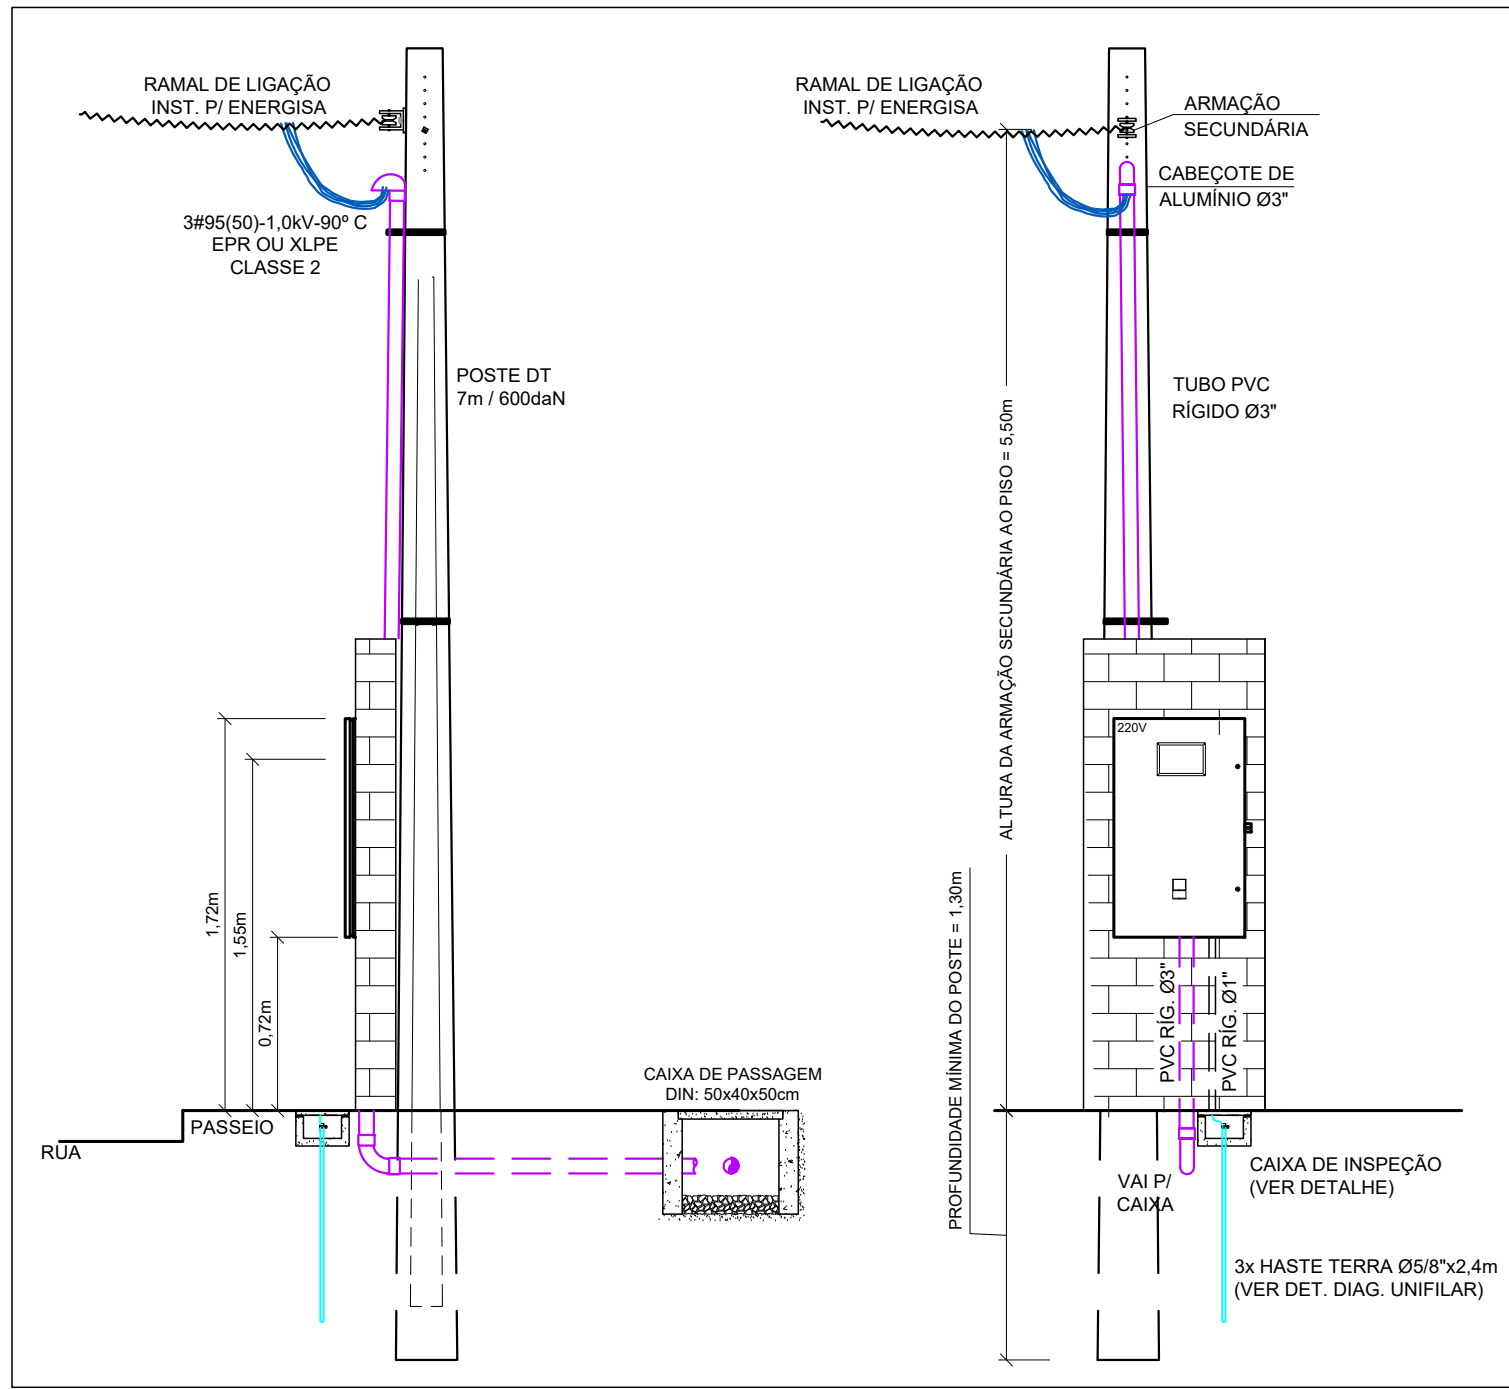 RAMAL DE LIGAÇÃO
INST. P/ ENERGISA
3#95(50)-1,0kV-90º C
EPR OU XLPE
CLASSE 2
POSTE DT
7m / 600daN
1,72m
1,55m
0,72m
RUA
PASSEIO
CAIXA DE PASSAGEM
DIN: 50x40x50cm
RAMAL DE LIGAÇÃO
INST. P/ ENERGISA
ARMAÇÃO
SECUNDÁRIA
CABEÇOTE DE
ALUMÍNIO Ø3"
TUBO PVC
RÍGIDO Ø3"
ALTURA DA ARMAÇÃO SECUNDÁRIA AO PISO = 5,50m
PROFUNDIDADE MÍNIMA DO POSTE = 1,30m
220V
PVC RÍG. Ø3"
PVC RÍG. Ø1"
VAI P/
CAIXA
CAIXA DE INSPEÇÃO
(VER DETALHE)
3x HASTE TERRA Ø5/8"x2,4m
(VER DET. DIAG. UNIFILAR)